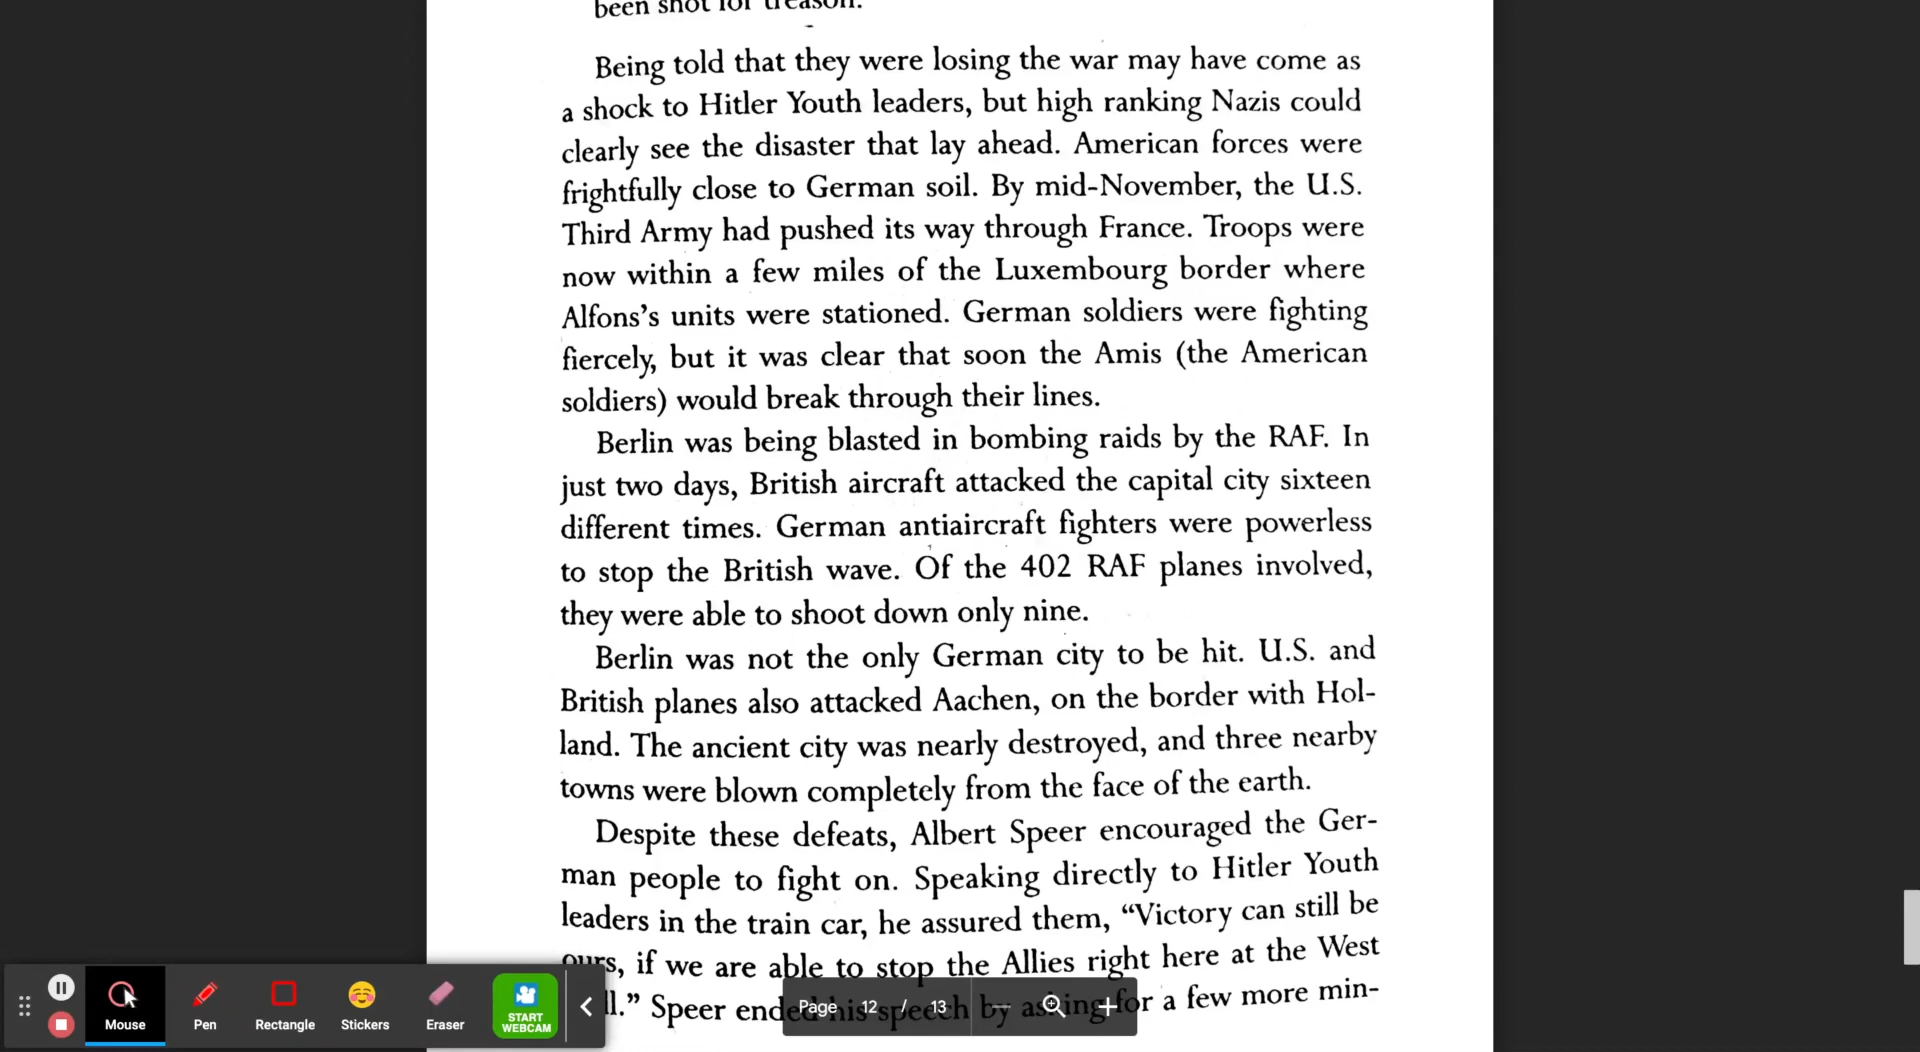 been shot for treason.
Being told that they were losing the war may have come as
a shock to Hitler Youth leaders, but high ranking Nazis could
clearly see the disaster that lay ahead. American forces were
frightfully close to German soil. By mid-November, the U.S.
Third Army had pushed its way through France. Troops were
now within a few miles of the Luxembourg border where
Alfons's units were stationed. German soldiers were fighting
fiercely, but it was clear that soon the Amis (the American
soldiers) would break through their lines.
Berlin was being blasted in bombing raids by the RAF. In
just two days, British aircraft attacked the capital city sixteen
different times. German antiaircraft fighters were powerless
to stop the British wave. Of the 402 RAF planes involved,
they were able to shoot down only nine.
Berlin was not the only German city to be hit. U.S. and
British planes also attacked Aachen, on the border with Hol-
land. The ancient city was nearly destroyed, and three nearby
towns were blown completely from the face of the earth.
Despite these defeats, Albert Speer encouraged the Ger-
man people to fight on. Speaking directly to Hitler Youth
leaders in the train car, he assured them, “Victory can still be
ours, if we are able to stop the Allies right here at the West
ll.” Speer ended his speech by asking for a few more min-
Mouse
Pen
Rectangle
Stickers
Eraser
START
WEBCAM
Page 12 / 13